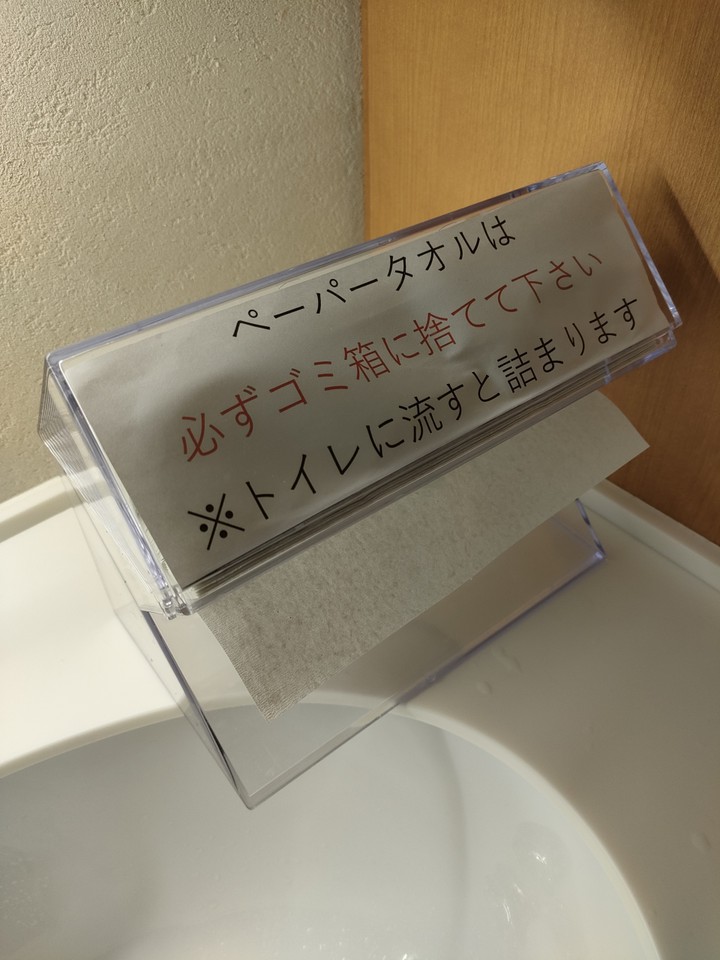 ペーパータオルは
必ずゴミ箱に捨てて下さい
※トイレに流すと詰まります